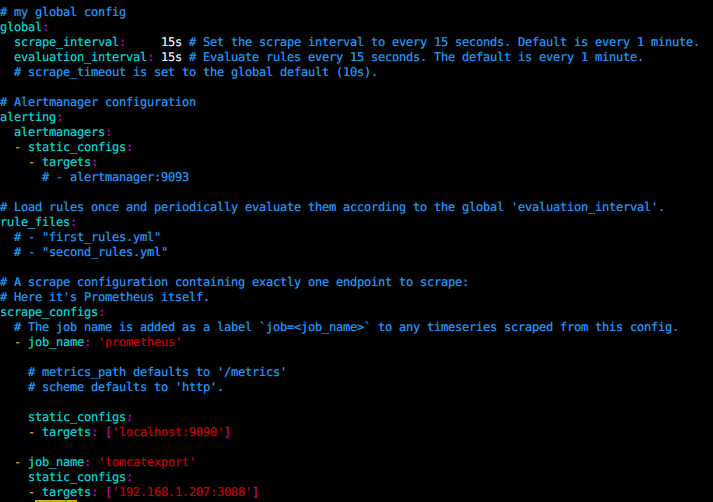 # my global config
global:
  scrape_interval:     15s # Set the scrape interval to every 15 seconds. Default is every 1 minute.
  evaluation_interval: 15s # Evaluate rules every 15 seconds. The default is every 1 minute.
  # scrape_timeout is set to the global default (10s).

# Alertmanager configuration
alerting:
  alertmanagers:
  - static_configs:
    - targets:
      # - alertmanager:9093

# Load rules once and periodically evaluate them according to the global 'evaluation_interval'.
rule_files:
  # - "first_rules.yml"
  # - "second_rules.yml"

# A scrape configuration containing exactly one endpoint to scrape:
# Here it's Prometheus itself.
scrape_configs:
  # The job name is added as a label `job=<job_name>` to any timeseries scraped from this config.
  - job_name: 'prometheus'

    # metrics_path defaults to '/metrics'
    # scheme defaults to 'http'.

    static_configs:
    - targets: ['localhost:9090']

  - job_name: 'tomcatexport'
    static_configs:
    - targets: ['192.168.1.207:3088']